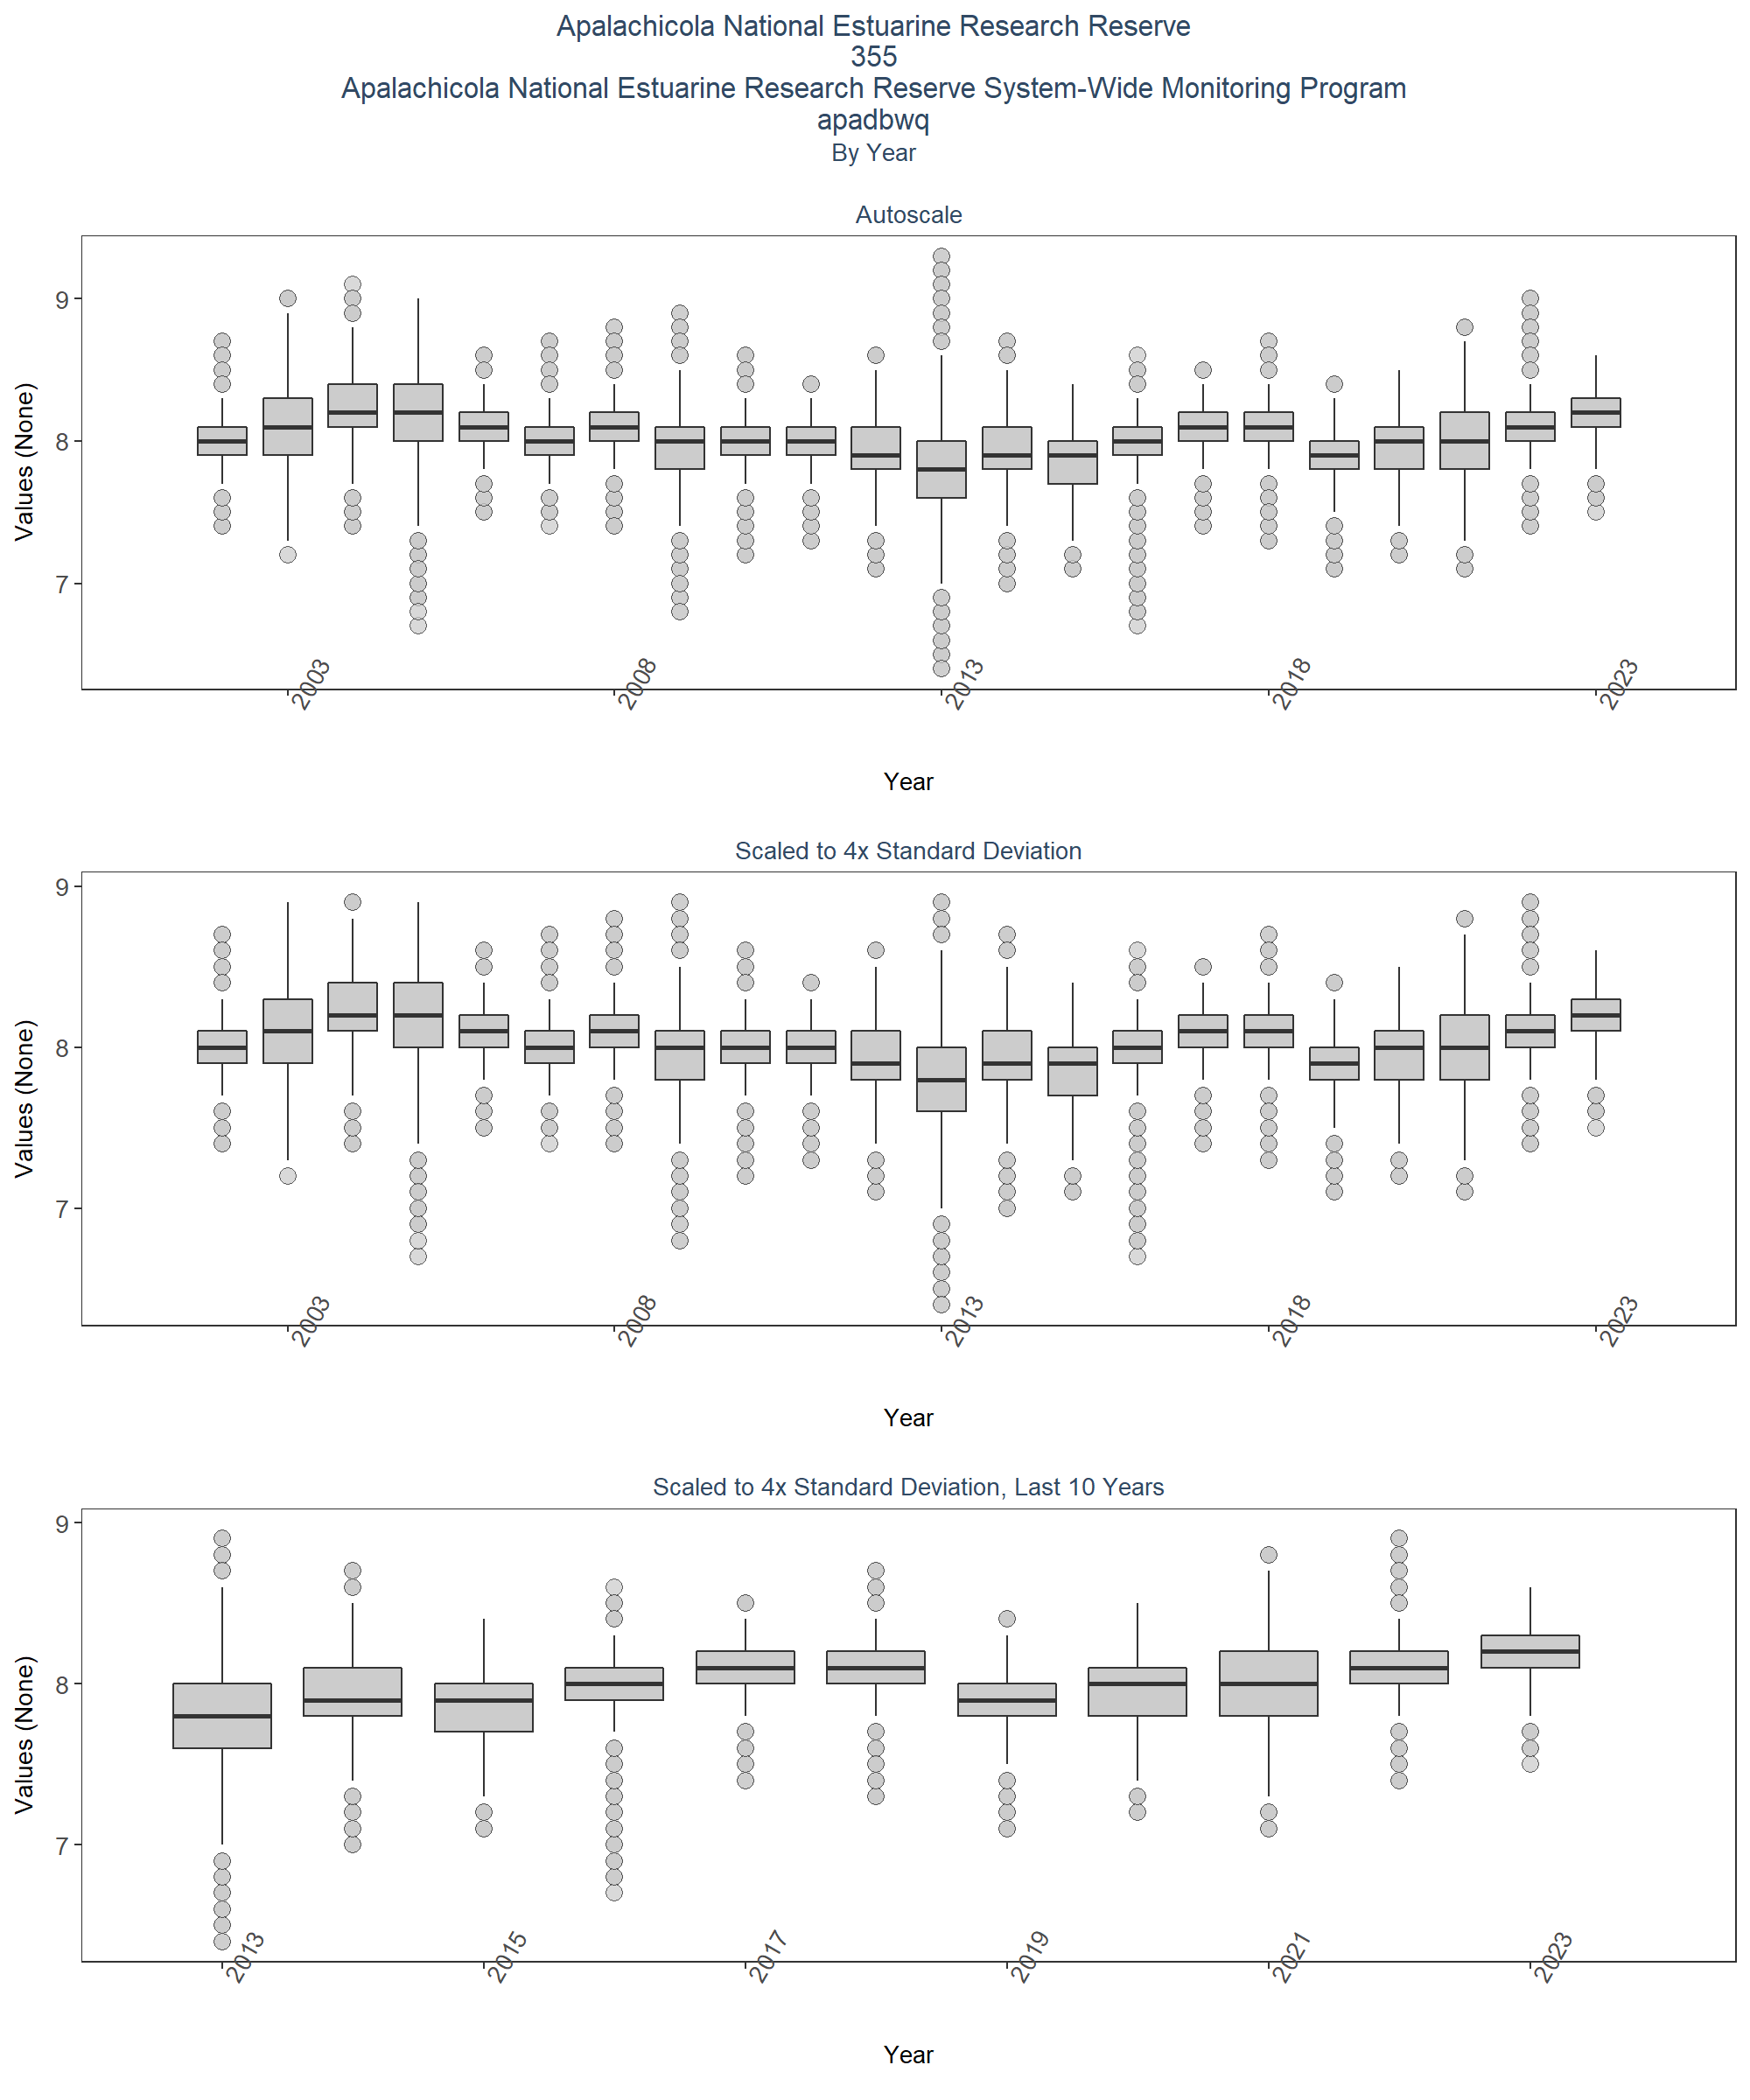 Apalachicola National Estuarine Research Reserve
355
Apalachicola National Estuarine Research Reserve System-Wide Monitoring Program
apadbwq
By Year
Autoscale
Values (None)
9
8
7
2003 2008 2013 2018 2023
Year
Scaled to 4x Standard Deviation
Values (None)
9
8
7
2003 2008 2013 2018 2023
Year
Scaled to 4x Standard Deviation, Last 10 Years
Values (None)
9
8
7
2013 2015 2017 2019 2021 2023
Year